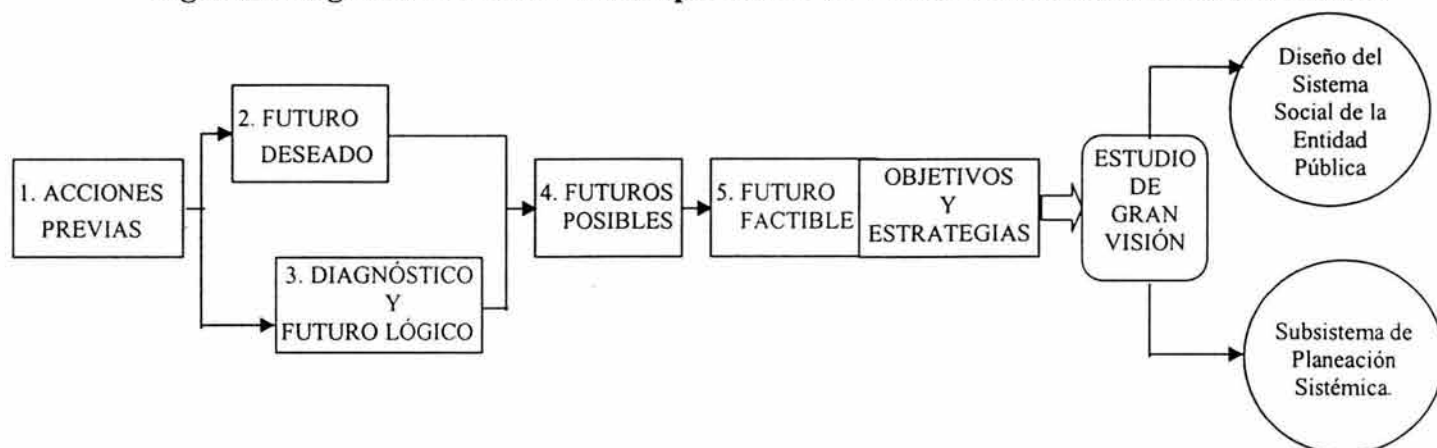 1. ACCIONES
PREVIAS
2. FUTURO
DESEADO
3. DIAGNÓSTICO
Y
FUTURO LÓGICO
4. FUTUROS
POSIBLES
5. FUTURO
FACTIBLE
OBJETIVOS
Y
ESTRATEGIAS
ESTUDIO
DE
GRAN
VISIÓN
Diseño del
Sistema
Social de la
Entidad
Pública
Subsistema de
Planeación
Sistémica.